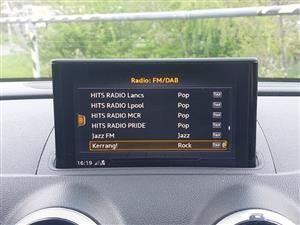 Radio: FM/DAB
HITS RADIO Lancs Pop
HITS RADIO Lpool Pop
HITS RADIO MCR Pop
HITS RADIO PRIDE Pop
Jazz FM Jazz
Kerrang! Rock
16:19